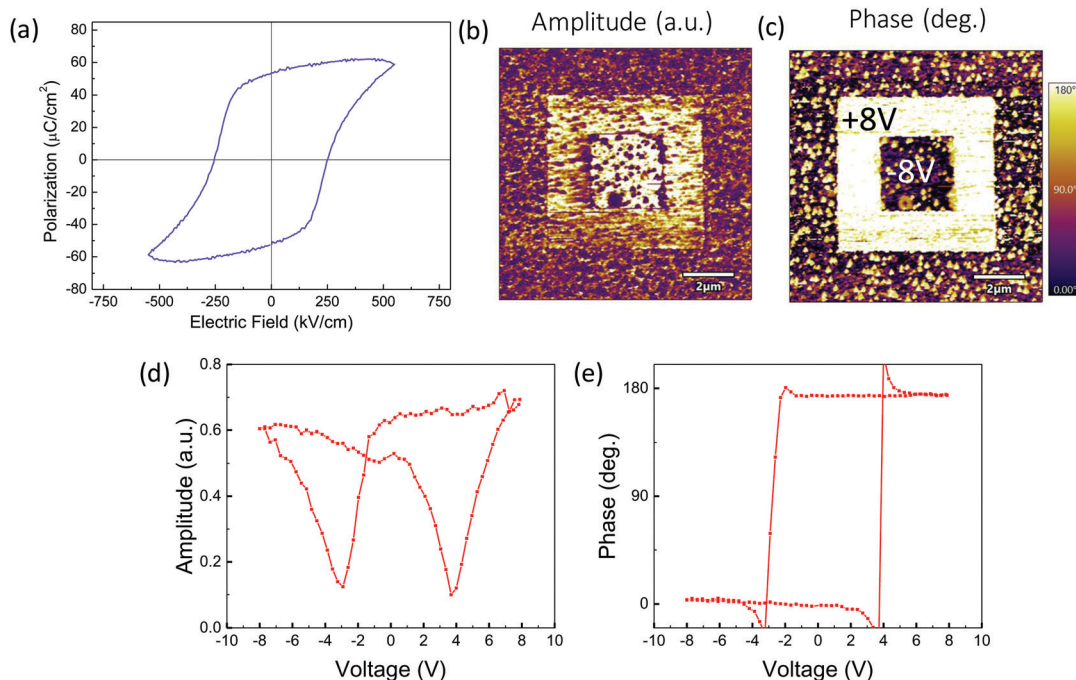 (a)
80
60
40
20
0
-20
-40
-60
-80
Polarization (μC/cm²)
-750
-500
-250
0
250
500
750
Electric Field (kV/cm)
(b)
Amplitude (a.u.)
2μm
(c)
Phase (deg.)
+8V
-8V
2μm
180°
90.0°
0.00°
(d)
0.8
0.6
0.4
0.2
0.0
Amplitude (a.u.)
-10
-8
-6
-4
-2
0
2
4
6
8
10
Voltage (V)
(e)
180
90
0
Phase (deg.)
-10
-8
-6
-4
-2
0
2
4
6
8
10
Voltage (V)